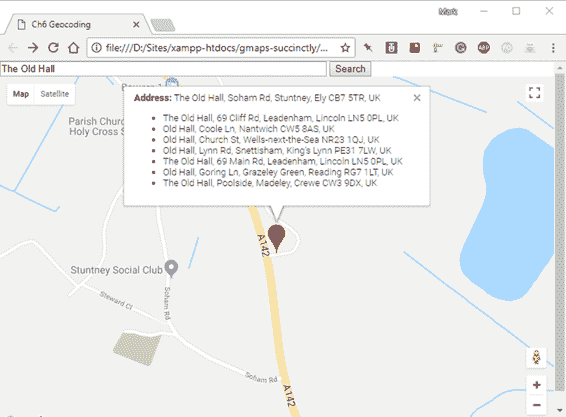 Mark
Ch6 Geocoding
file:///D:/Sites/xampp-htdocs/gmaps-succinctly/...
The Old Hall
Search
Map
Satellite
Address: The Old Hall, Soham Rd, Stuntney, Ely CB7 5TR, UK
The Old Hall, 69 Cliff Rd, Leadenham, Lincoln LN5 0PL, UK
Old Hall, Coole Ln, Nantwich CW5 8AS, UK
Old Hall, Church St, Wells-next-the-Sea NR23 1QJ, UK
Old Hall, Lynn Rd, Snettisham, King's Lynn PE31 7LW, UK
The Old Hall, 69 Main Rd, Leadenham, Lincoln LN5 0PL, UK
Old Hall, Goring Ln, Grazeley Green, Reading RG7 1LT, UK
The Old Hall, Poolside, Madeley, Crewe CW3 9DX, UK
Parish Church
Holy Cross
A142
Stuntney Social Club
Soham Rd
Steward Cl
Soham Rd
A142
ABP